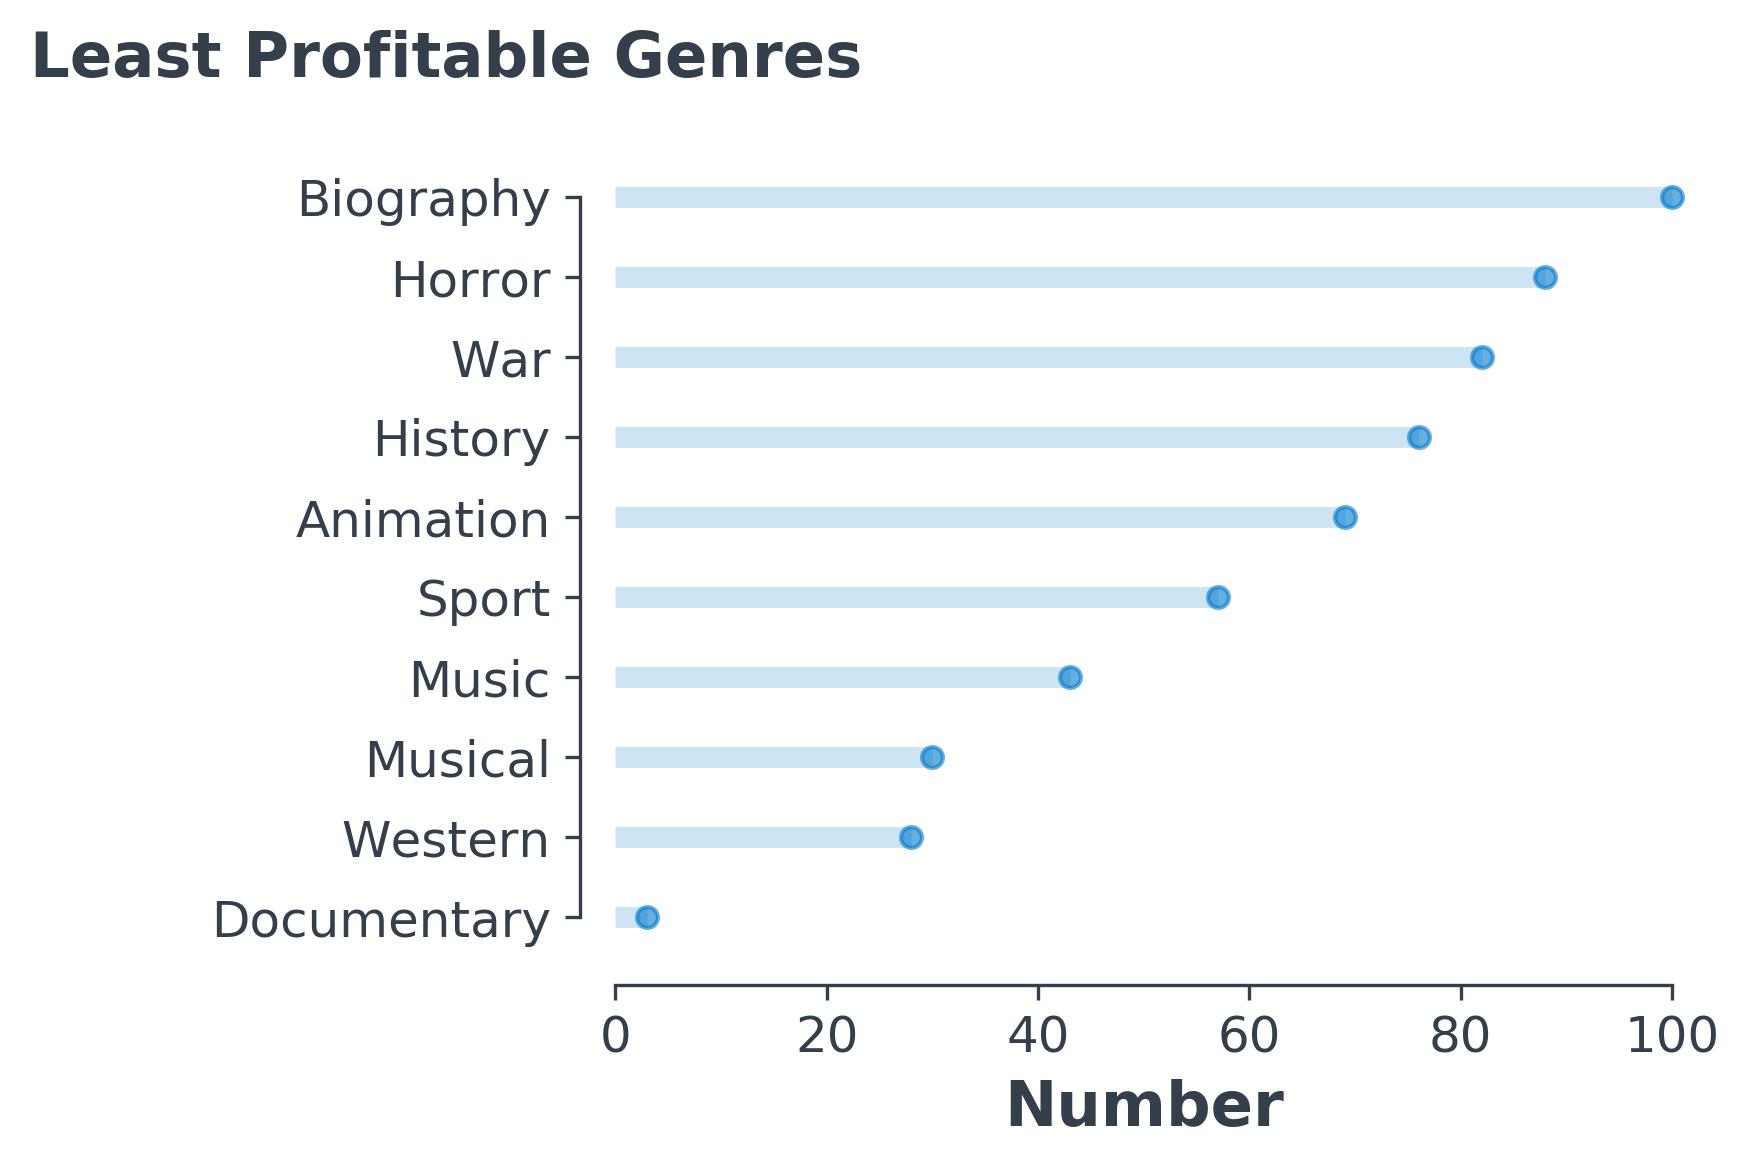 Least Profitable Genres
Biography
Horror
War
History
Animation
Sport
Music
Musical
Western
Documentary
0 20 40 60 80 100
Number